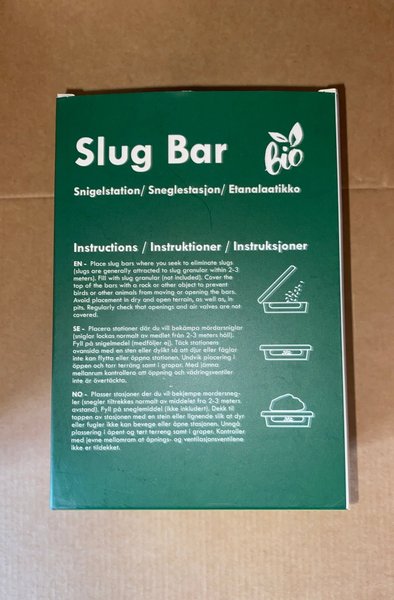 Slug Bar
bio
Snigelstation/ Sneglestasjon/ Etanalaatikko
Instructions / Instruktioner / Instruksjoner
EN - Place slug bars where you seek to eliminate slugs
(slugs are generally attracted to slug granular within 2-3
meters). Fill with slug granular (not included). Cover the
top of the bars with a rock or other object to prevent
birds or other animals from moving or opening the bars.
Avoid placement in dry and open terrain, as well as, in
pits. Regularly check that openings and air valves are not
covered.
SE - Placera stationer där du vill bekämpa mördarsniglar
(sniglar lockas normalt av medlet från 2-3 meters håll).
Fyll på snigelmedel (medföljer ej). Täck stationens
ovansida med en sten eller dylikt så att djur eller fåglar
inte kan flytta eller öppna stationen. Undvik placering i
öppen och torr terräng samt i gropar. Med jämna
mellanrum kontrollera att öppning och vädringsventiler
inte är övertäckta.
NO - Plasser stasjoner der du vil bekjempe mordersneg-
ler (snegler tiltrekkes normalt av middelet fra 2-3 meters
avstand). Fyll på sneglemiddel (ikke inkludert). Dekk til
toppen av stasjonen med en stein eller lignende slik at dyr
eller fugler ikke kan bevege eller åpne stasjonen. Unngå
plassering i åpent og tørt terreng samt i groper. Kontroller
med jevne mellomrom at åpnings- og ventilasjonsventilene
ikke er tildekket.